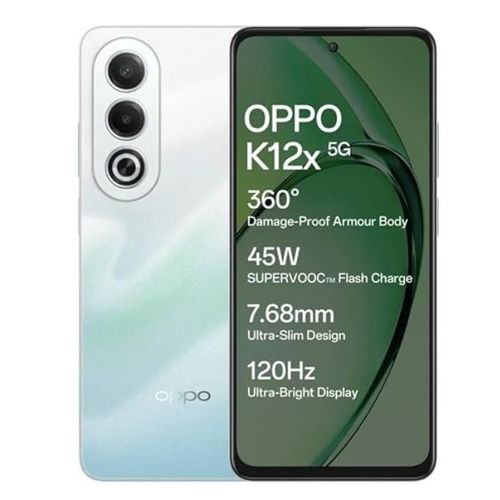 OPPO
K12x 5G
360°
Damage-Proof Armour Body
45W
SUPERVOOC™ Flash Charge
7.68mm
Ultra-Slim Design
120Hz
Ultra-Bright Display
oppo